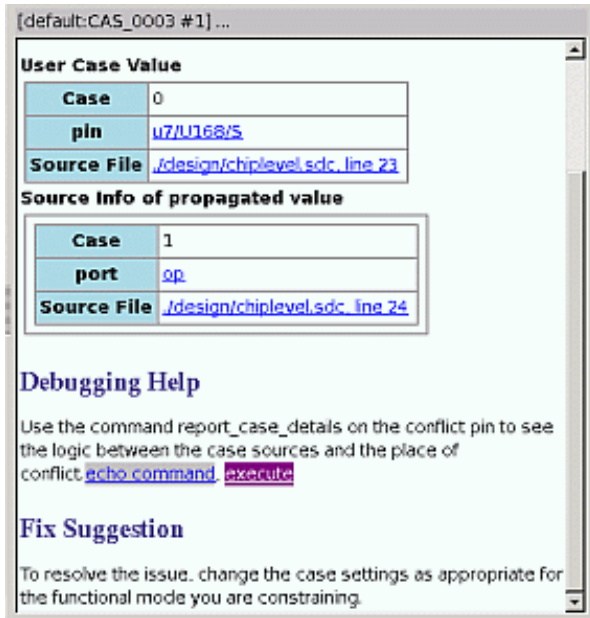 [default:CAS_0003 #1] ...
User Case Value
Case 0
pin u7/U168/S
Source File ./design/chiplevel.sdc, line 23
Source Info of propagated value
Case 1
port op
Source File ./design/chiplevel.sdc, line 24
Debugging Help
Use the command report_case_details on the conflict pin to see
the logic between the case sources and the place of
conflict.echo command. execute
Fix Suggestion
To resolve the issue, change the case settings as appropriate for
the functional mode you are constraining.